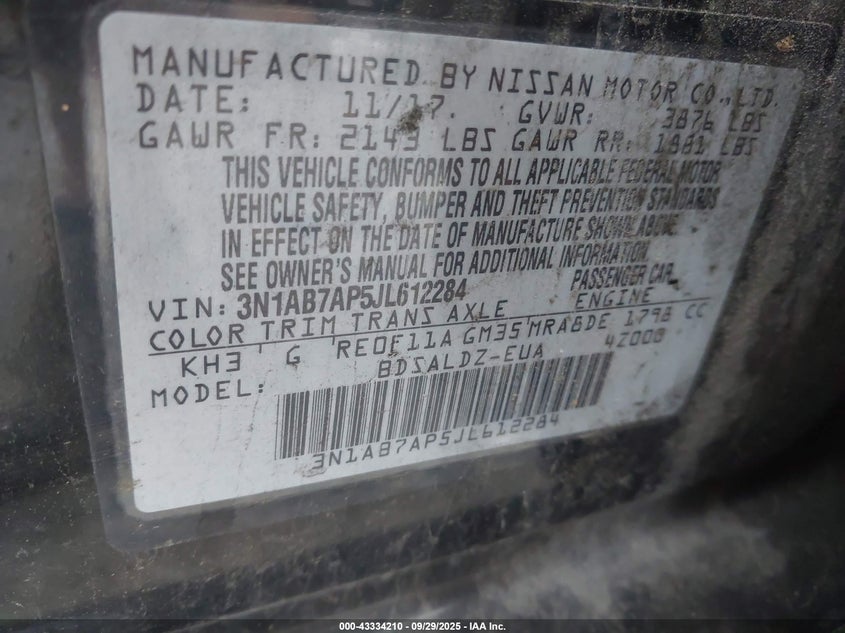 MANUFACTURED BY NISSAN MOTOR CO., LTD.
DATE: 11/17. GVWR: 3876 LBS
GAWR FR: 2143 LBS GAWR RR: 1881 LBS
THIS VEHICLE CONFORMS TO ALL APPLICABLE FEDERAL MOTOR
VEHICLE SAFETY, BUMPER AND THEFT PREVENTION STANDARDS
IN EFFECT ON THE DATE OF MANUFACTURE SHOWN ABOVE.
SEE OWNER'S MANUAL FOR ADDITIONAL INFORMATION.
VIN: 3N1AB7AP5JL612284 PASSENGER CAR
COLOR TRIM TRANS AXLE ENGINE
KH3 G RE0F11A GM35 MRA8DE 1798 CC
MODEL: BDSALDZ-EUA 4Z008
3N1AB7AP5JL612284
000-43334210 - 09/29/2025 - IAA Inc.